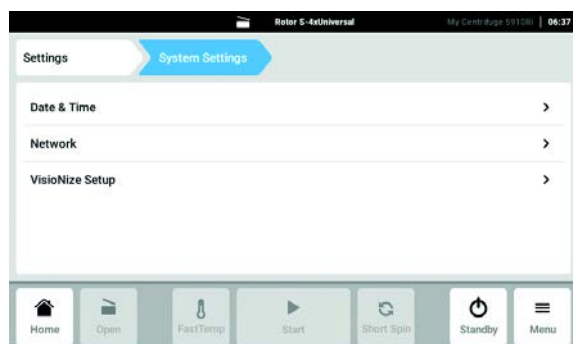 Rotor S-4xUniversal My Centrifuge 5910Ri 06:37
Settings System Settings
Date & Time
Network
VisioNize Setup
Home Open FastTemp Start Short Spin Standby Menu